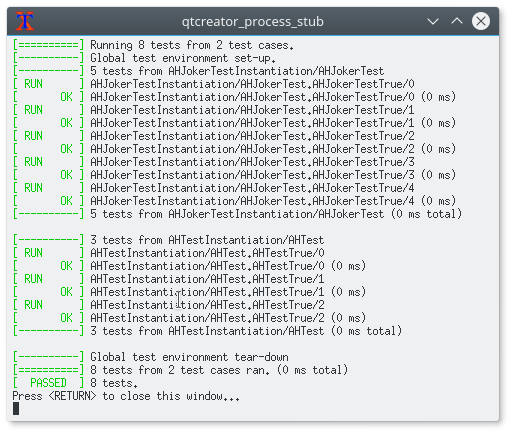 qtcreator_process_stub
[==========] Running 8 tests from 2 test cases.
[----------] Global test environment set-up.
[----------] 5 tests from AHJokerTestInstantiation/AHJokerTest
[ RUN      ] AHJokerTestInstantiation/AHJokerTest.AHJokerTestTrue/0
[       OK ] AHJokerTestInstantiation/AHJokerTest.AHJokerTestTrue/0 (0 ms)
[ RUN      ] AHJokerTestInstantiation/AHJokerTest.AHJokerTestTrue/1
[       OK ] AHJokerTestInstantiation/AHJokerTest.AHJokerTestTrue/1 (0 ms)
[ RUN      ] AHJokerTestInstantiation/AHJokerTest.AHJokerTestTrue/2
[       OK ] AHJokerTestInstantiation/AHJokerTest.AHJokerTestTrue/2 (0 ms)
[ RUN      ] AHJokerTestInstantiation/AHJokerTest.AHJokerTestTrue/3
[       OK ] AHJokerTestInstantiation/AHJokerTest.AHJokerTestTrue/3 (0 ms)
[ RUN      ] AHJokerTestInstantiation/AHJokerTest.AHJokerTestTrue/4
[       OK ] AHJokerTestInstantiation/AHJokerTest.AHJokerTestTrue/4 (0 ms)
[----------] 5 tests from AHJokerTestInstantiation/AHJokerTest (0 ms total)
[----------] 3 tests from AHTestInstantiation/AHTest
[ RUN      ] AHTestInstantiation/AHTest.AHTestTrue/0
[       OK ] AHTestInstantiation/AHTest.AHTestTrue/0 (0 ms)
[ RUN      ] AHTestInstantiation/AHTest.AHTestTrue/1
[       OK ] AHTestInstantiation/AHTest.AHTestTrue/1 (0 ms)
[ RUN      ] AHTestInstantiation/AHTest.AHTestTrue/2
[       OK ] AHTestInstantiation/AHTest.AHTestTrue/2 (0 ms)
[----------] 3 tests from AHTestInstantiation/AHTest (0 ms total)
[----------] Global test environment tear-down
[==========] 8 tests from 2 test cases ran. (0 ms total)
[  PASSED  ] 8 tests.
Press <RETURN> to close this window...